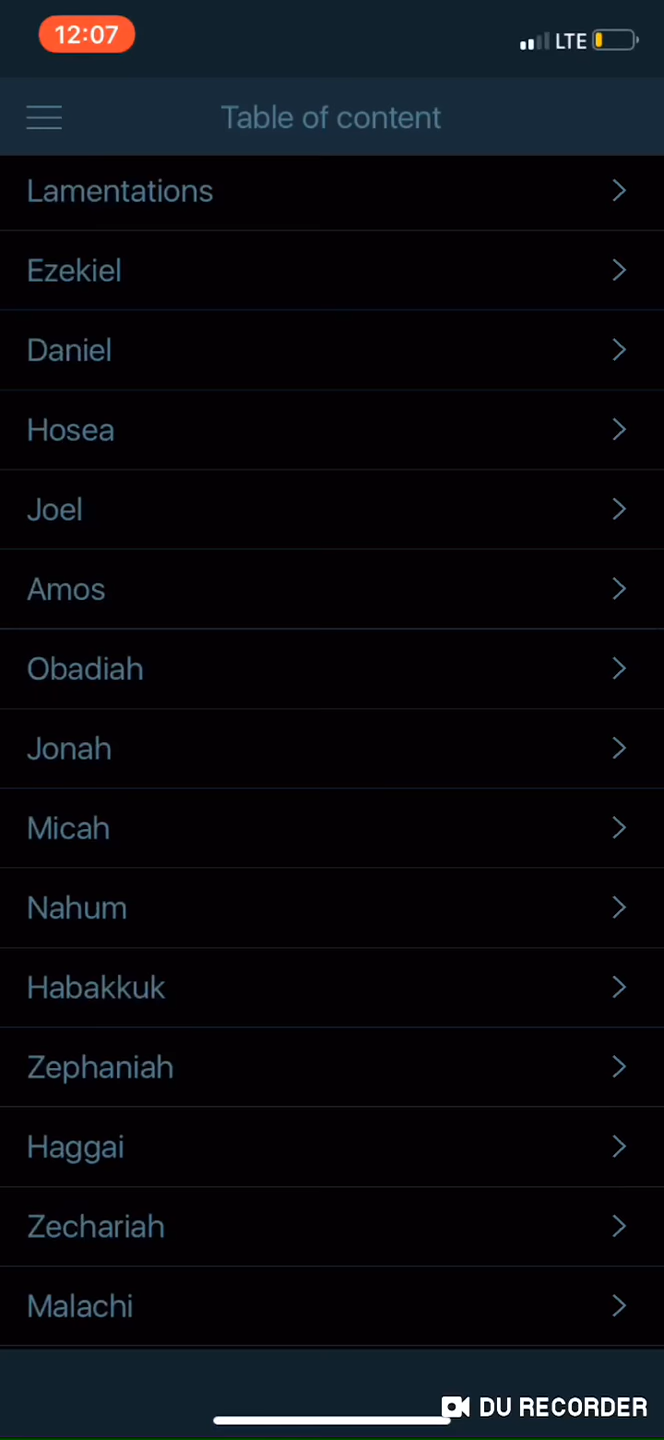 12:07
LTE
Table of content
Lamentations
Ezekiel
Daniel
Hosea
Joel
Amos
Obadiah
Jonah
Micah
Nahum
Habakkuk
Zephaniah
Haggai
Zechariah
Malachi
DU RECORDER